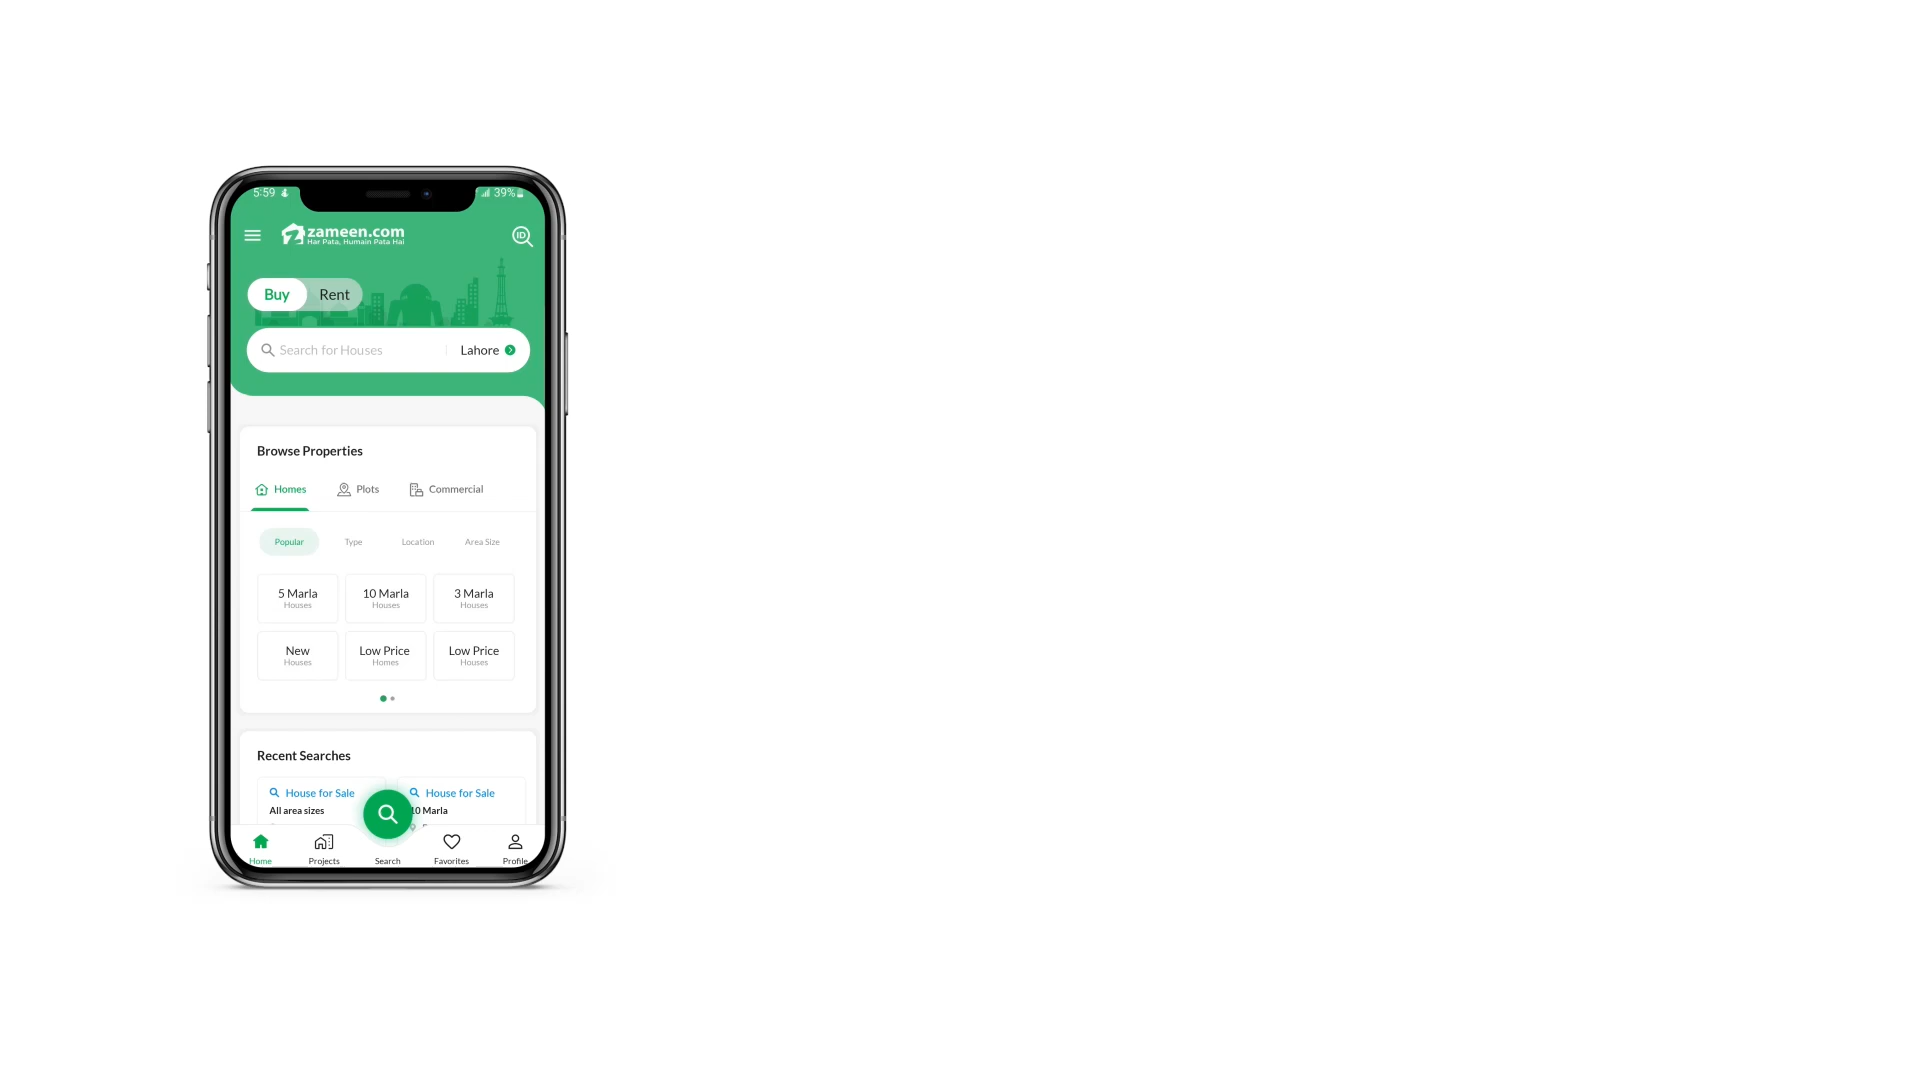 5:59 39%
zameen.com
Har Pata, Humain Pata Hai
ID
Buy Rent
Search for Houses Lahore
Browse Properties
Homes Plots Commercial
Popular Type Location Area Size
5 Marla 10 Marla 3 Marla
Houses Houses Houses
New Low Price Low Price
Houses Homes Houses
Recent Searches
House for Sale House for Sale
All area sizes 10 Marla
Home Projects Search Favorites Profile